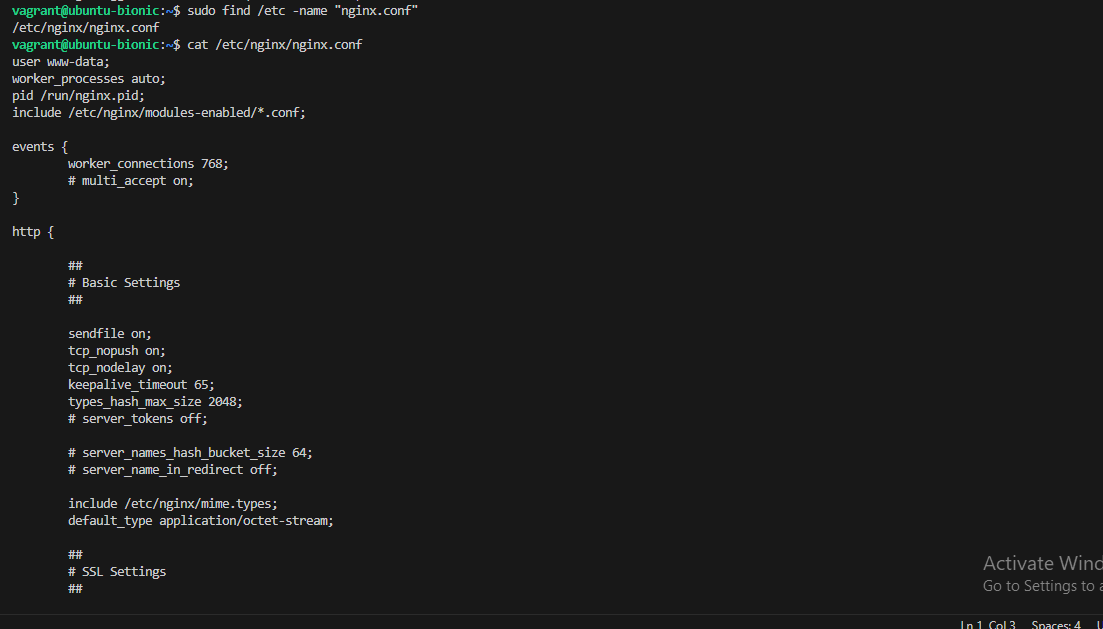 vagrant@ubuntu-bionic:~$ sudo find /etc -name "nginx.conf"
/etc/nginx/nginx.conf
vagrant@ubuntu-bionic:~$ cat /etc/nginx/nginx.conf
user www-data;
worker_processes auto;
pid /run/nginx.pid;
include /etc/nginx/modules-enabled/*.conf;
events {
worker_connections 768;
# multi_accept on;
}
http {
##
# Basic Settings
##
sendfile on;
tcp_nopush on;
tcp_nodelay on;
keepalive_timeout 65;
types_hash_max_size 2048;
# server_tokens off;
# server_names_hash_bucket_size 64;
# server_name_in_redirect off;
include /etc/nginx/mime.types;
default_type application/octet-stream;
##
# SSL Settings
##
Activate Wind
Go to Settings to a
Ln 1, Col 3 Spaces: 4 U